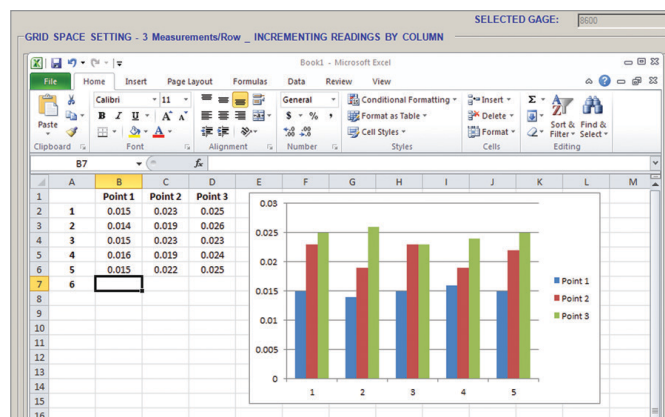 SELECTED GAGE: 8600
GRID SPACE SETTING - 3 Measurements/Row _ INCREMENTING READINGS BY COLUMN
Book1 - Microsoft Excel
File Home Insert Page Layout Formulas Data Review View
Paste
Calibri 11
B I U A A
General
$ % ,
Conditional Formatting
Format as Table
Cell Styles
Insert
Delete
Format
Σ
Sort & Filter
Find & Select
Clipboard Font Alignment Number Styles Cells Editing
B7 fx
A B C D E F G H I J K L M
1 Point 1 Point 2 Point 3
2 1 0.015 0.023 0.025
3 2 0.014 0.019 0.026
4 3 0.015 0.023 0.023
5 4 0.016 0.019 0.024
6 5 0.015 0.022 0.025
7 6
8
9
10
11
12
13
14
15
16
0.03
0.025
0.02
0.015
0.01
0.005
0
1 2 3 4 5
Point 1
Point 2
Point 3